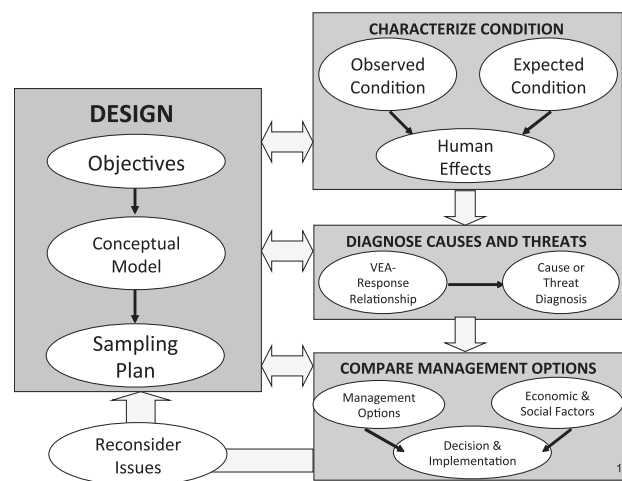 DESIGN
Objectives
Conceptual
Model
Sampling
Plan
Reconsider
Issues
CHARACTERIZE CONDITION
Observed
Condition
Expected
Condition
Human
Effects
DIAGNOSE CAUSES AND THREATS
VEA-
Response
Relationship
Cause or
Threat
Diagnosis
COMPARE MANAGEMENT OPTIONS
Management
Options
Economic &
Social Factors
Decision &
Implementation
1